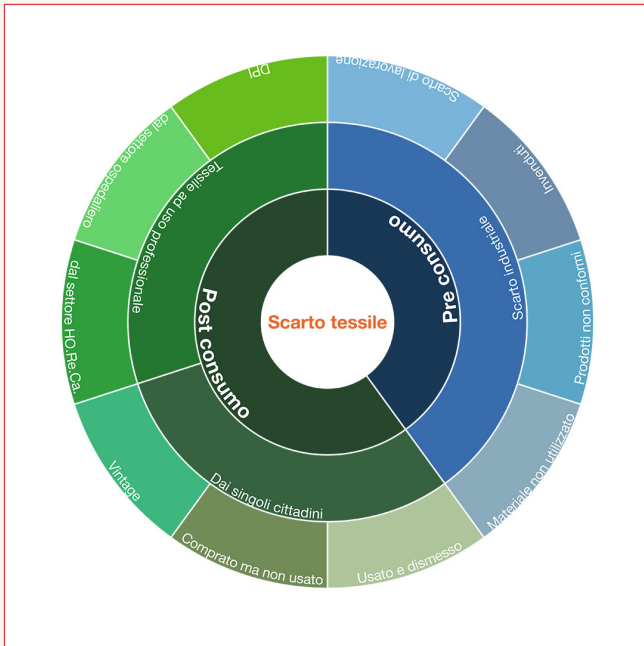 Scarto tessile
Pre consumo
Post consumo
Scarto industriale
Dai singoli cittadini
Tessile ad uso professionale
Scarto di lavorazione
Invenduti
Prodotti non conformi
Materiale non utilizzato
Usato e dismesso
Comprato ma non usato
Vintage
dal settore HO.Re.Ca.
dal settore ospedaliero
DPI